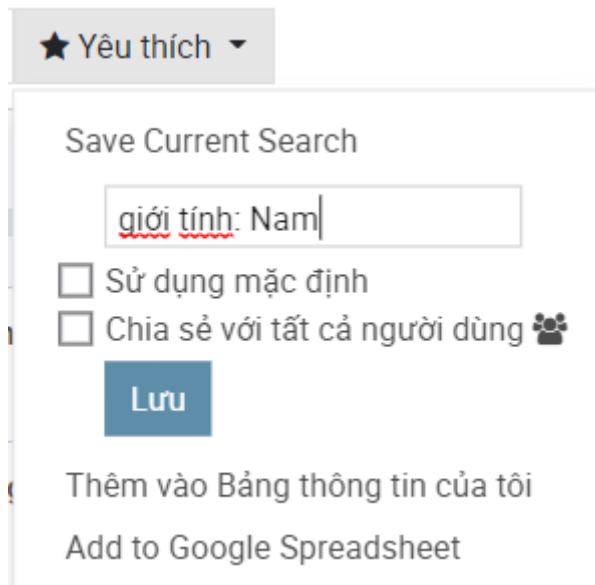 Yêu thích
Save Current Search
giới tính: Nam
Sử dụng mặc định
Chia sẻ với tất cả người dùng
Lưu
Thêm vào Bảng thông tin của tôi
Add to Google Spreadsheet